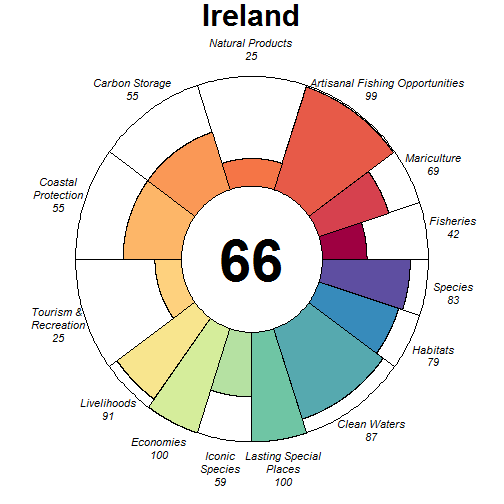 Ireland
Natural Products
25
Carbon Storage
55
Artisanal Fishing Opportunities
99
Mariculture
69
Coastal
Protection
55
Fisheries
42
66
Species
83
Tourism &
Recreation
25
Habitats
79
Livelihoods
91
Clean Waters
87
Economies
100
Iconic
Species
59
Lasting Special
Places
100